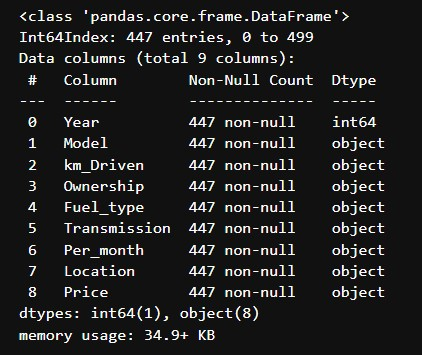 <class 'pandas.core.frame.DataFrame'>
Int64Index: 447 entries, 0 to 499
Data columns (total 9 columns):
 #   Column        Non-Null Count  Dtype
---  ------        --------------  -----
 0   Year          447 non-null    int64
 1   Model         447 non-null    object
 2   km_Driven     447 non-null    object
 3   Ownership     447 non-null    object
 4   Fuel_type     447 non-null    object
 5   Transmission  447 non-null    object
 6   Per_month     447 non-null    object
 7   Location      447 non-null    object
 8   Price         447 non-null    object
dtypes: int64(1), object(8)
memory usage: 34.9+ KB